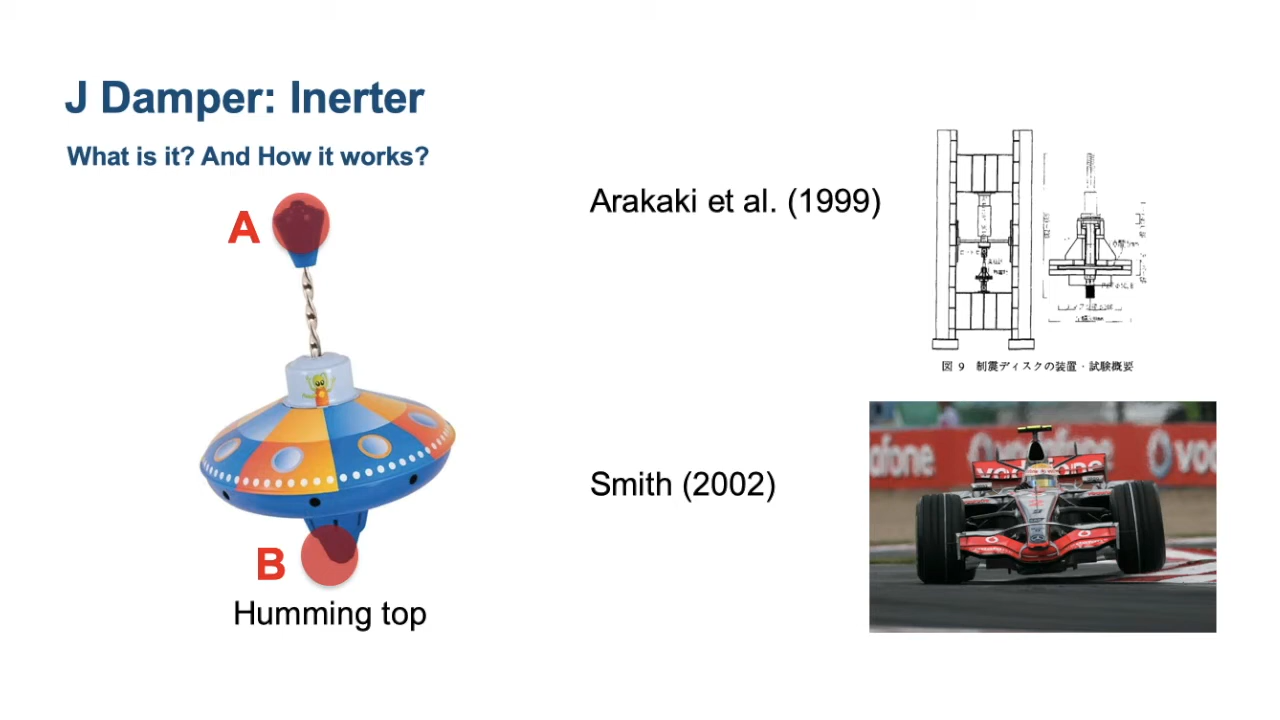 J Damper: Inerter
What is it? And How it works?
A
B
Humming top
Arakaki et al. (1999)
図 9 制震ディスクの装置・試験概要
Smith (2002)
vodafone